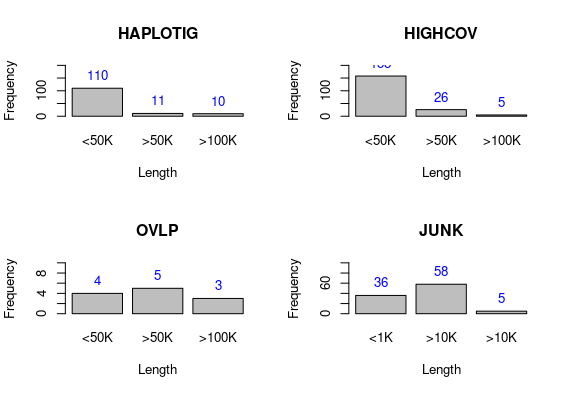 HAPLOTIG
Frequency
0 100
110 11 10
<50K >50K >100K
Length
HIGHCOV
Frequency
0 100
26 5
<50K >50K >100K
Length
OVLP
Frequency
0 4 8
4 5 3
<50K >50K >100K
Length
JUNK
Frequency
0 60
36 58 5
<1K >10K >10K
Length